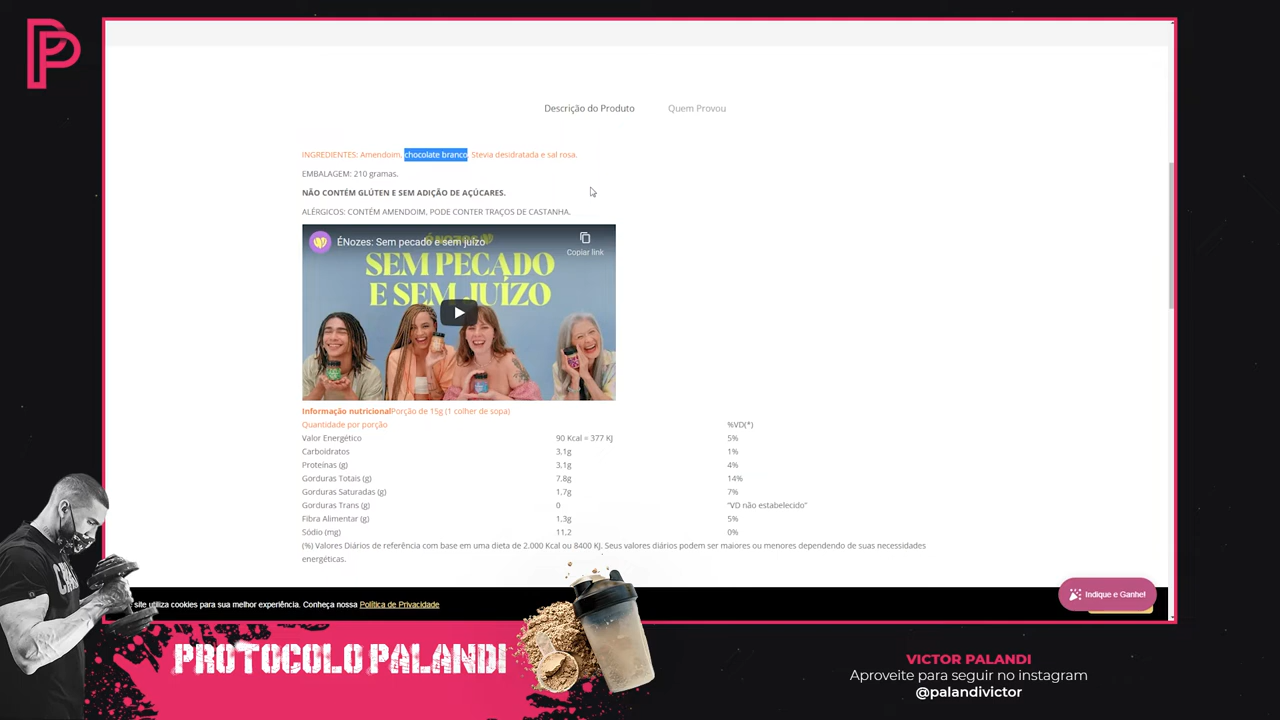 Descrição do Produto
Quem Provou
INGREDIENTES: Amendoim, chocolate branco, Stevia desidratada e sal rosa.
EMBALAGEM: 210 gramas.
NÃO CONTÉM GLÚTEN E SEM ADIÇÃO DE AÇÚCARES.
ALÉRGICOS: CONTÉM AMENDOIM, PODE CONTER TRAÇOS DE CASTANHA.
ÉNozes: Sem pecado e sem juízo
Copiar link
SEM PECADO
E SEM JUÍZO
Informação nutricionalPorção de 15g (1 colher de sopa)
Quantidade por porção %VD(*)
Valor Energético 90 Kcal = 377 KJ 5%
Carboidratos 3,1g 1%
Proteínas (g) 3,1g 4%
Gorduras Totais (g) 7,8g 14%
Gorduras Saturadas (g) 1,7g 7%
Gorduras Trans (g) 0 "VD não estabelecido"
Fibra Alimentar (g) 1,3g 5%
Sódio (mg) 11,2 0%
(%) Valores Diários de referência com base em uma dieta de 2.000 Kcal ou 8400 KJ. Seus valores diários podem ser maiores ou menores dependendo de suas necessidades
energéticas.
site utiliza cookies para sua melhor experiência. Conheça nossa Política de Privacidade
Indique e Ganhe!
PROTOCOLO PALANDI
VICTOR PALANDI
Aproveite para seguir no instagram
@palandivictor